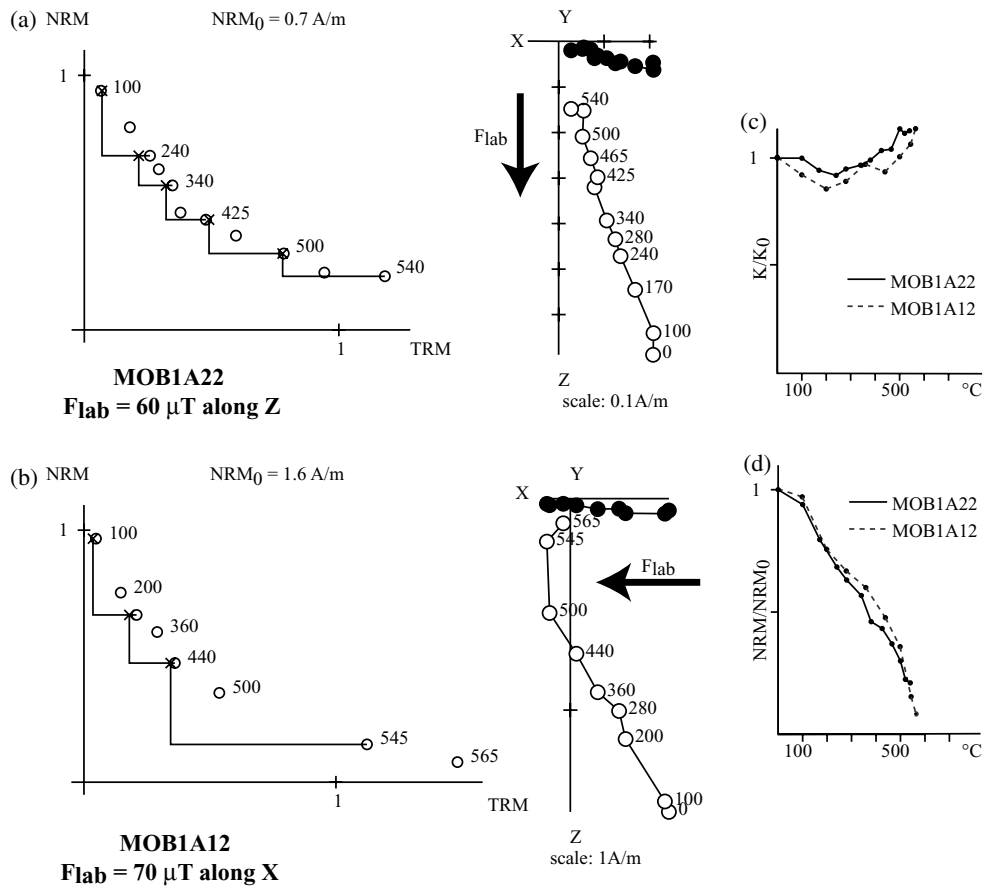 (a) NRM NRM0 = 0.7 A/m
1
100
240
340
425
500
540
1
TRM
MOB1A22
Flab = 60 μT along Z
Y
X
Flab
540
500
465
425
340
280
240
170
100
0
Z
scale: 0.1A/m
(c)
1
K/K0
MOB1A22
MOB1A12
100 500 °C
(b) NRM NRM0 = 1.6 A/m
1
100
200
360
440
500
545
565
1
TRM
MOB1A12
Flab = 70 μT along X
Y
X
565
545
Flab
500
440
360
280
200
100
0
Z
scale: 1A/m
(d)
1
MOB1A22
MOB1A12
NRM/NRM0
100 500 °C